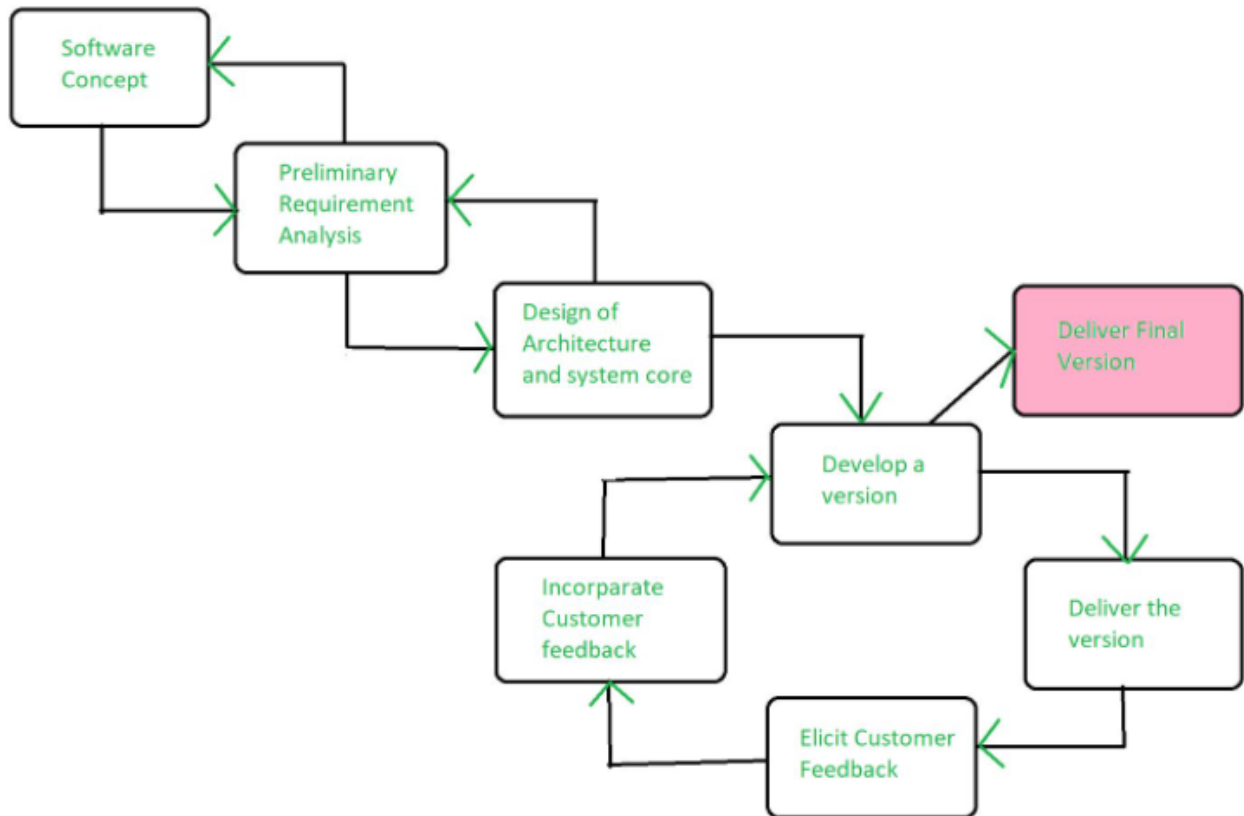 Software
Concept
Preliminary
Requirement
Analysis
Design of
Architecture
and system core
Deliver Final
Version
Develop a
version
Incorparate
Customer
feedback
Deliver the
version
Elicit Customer
Feedback